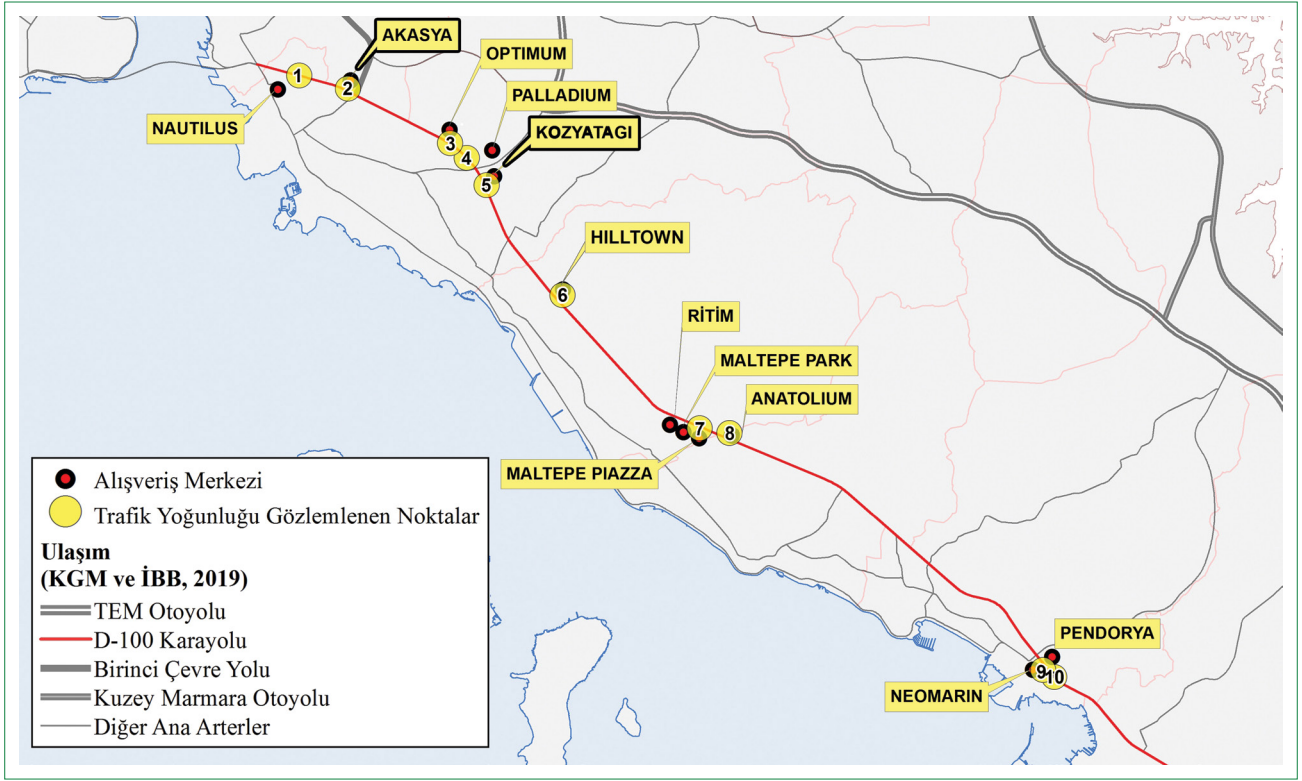 AKASYA
OPTIMUM
1
2
PALLADIUM
NAUTILUS
KOZYATAGI
3
4
5
HILLTOWN
6
RİTİM
MALTEPE PARK
ANATOLIUM
7
8
MALTEPE PIAZZA
PENDORYA
9
10
NEOMARIN
Alışveriş Merkezi
Trafik Yoğunluğu Gözlemlenen Noktalar
Ulaşım
(KGM ve İBB, 2019)
TEM Otoyolu
D-100 Karayolu
Birinci Çevre Yolu
Kuzey Marmara Otoyolu
Diğer Ana Arterler